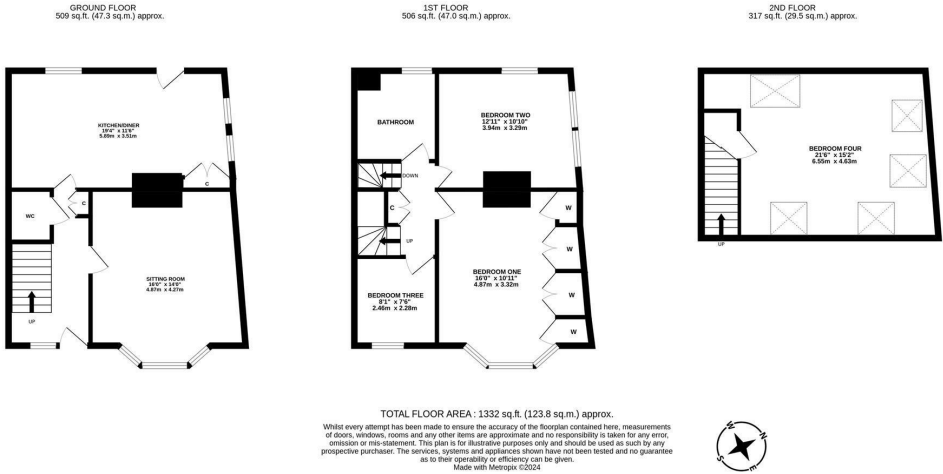 GROUND FLOOR
509 sq.ft. (47.3 sq.m.) approx.
KITCHEN/DINER
19'4" x 11'6"
5.89m x 3.51m
C
WC
C
SITTING ROOM
16'0" x 14'0"
4.87m x 4.27m
UP
1ST FLOOR
506 sq.ft. (47.0 sq.m.) approx.
BATHROOM
BEDROOM TWO
12'11" x 10'10"
3.94m x 3.29m
DOWN
C
UP
W
W
W
W
BEDROOM ONE
16'0" x 10'11"
4.87m x 3.32m
BEDROOM THREE
8'1" x 7'6"
2.46m x 2.28m
2ND FLOOR
317 sq.ft. (29.5 sq.m.) approx.
BEDROOM FOUR
21'6" x 15'2"
6.55m x 4.63m
UP
TOTAL FLOOR AREA : 1332 sq.ft. (123.8 sq.m.) approx.
Whilst every attempt has been made to ensure the accuracy of the floorplan contained here, measurements
of doors, windows, rooms and any other items are approximate and no responsibility is taken for any error,
omission or mis-statement. This plan is for illustrative purposes only and should be used as such by any
prospective purchaser. The services, systems and appliances shown have not been tested and no guarantee
as to their operability or efficiency can be given.
Made with Metropix ©2024
W
N
S
E